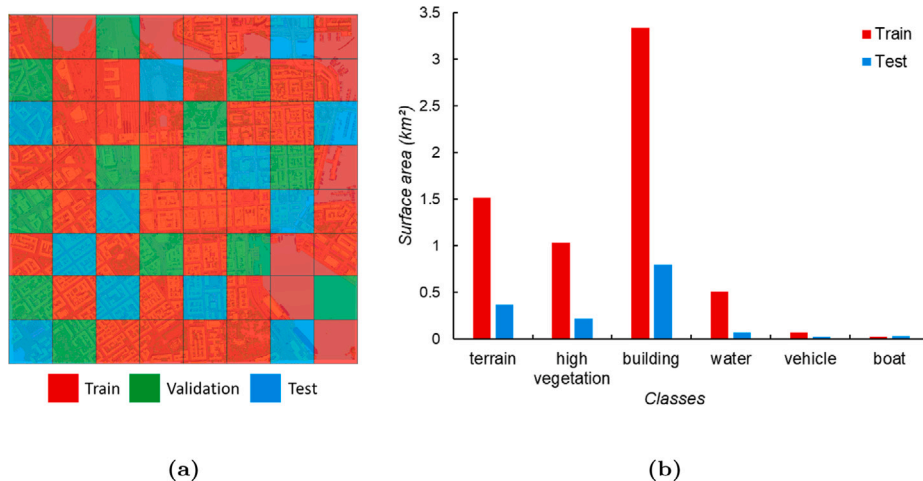 Train Validation Test
(a)
3.5
3
2.5
2
1.5
1
0.5
0
Surface area (km²)
Train
Test
terrain high vegetation building water vehicle boat
Classes
(b)